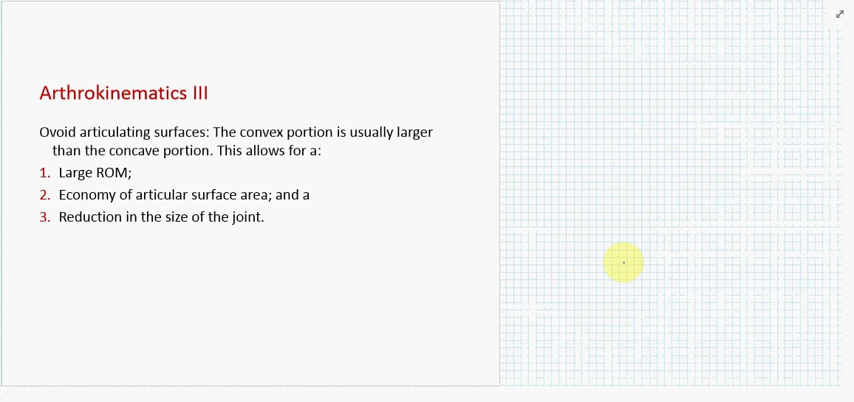 Arthrokinematics III
Ovoid articulating surfaces: The convex portion is usually larger
than the concave portion. This allows for a:
1. Large ROM;
2. Economy of articular surface area; and a
3. Reduction in the size of the joint.